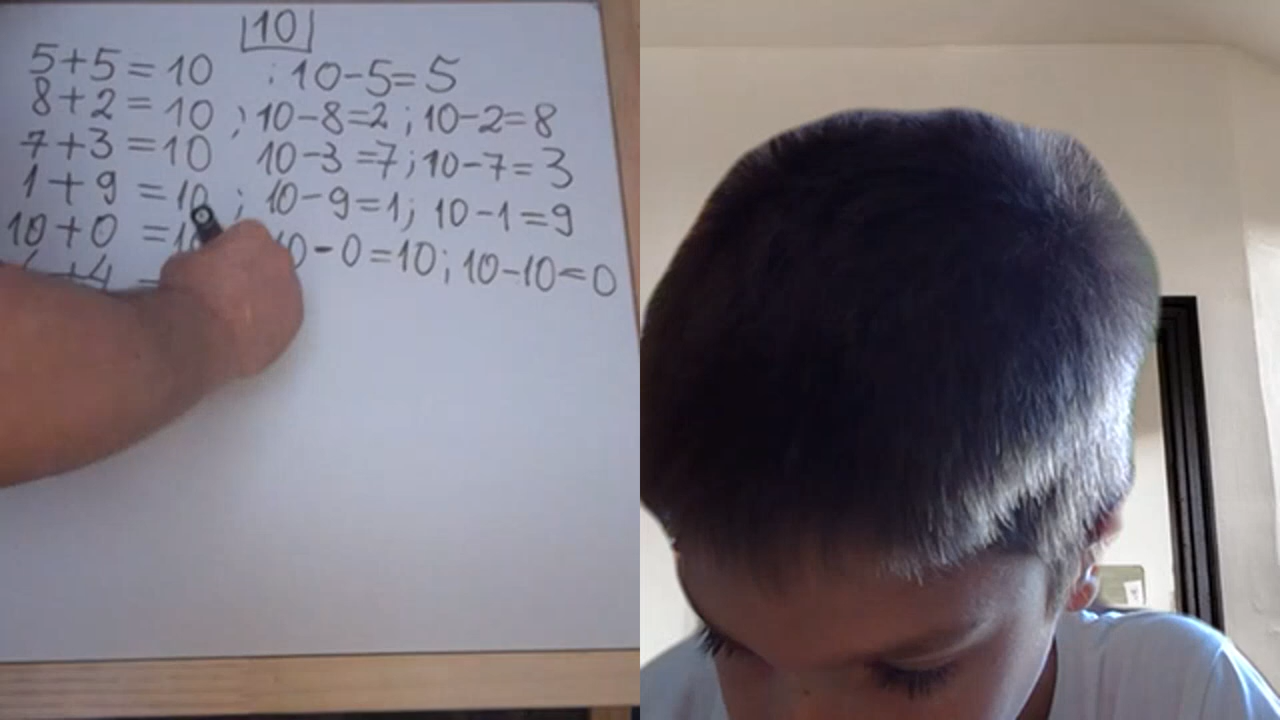 10
5+5=10 ; 10-5=5
8+2=10 ; 10-8=2 ; 10-2=8
7+3=10 10-3=7; 10-7=3
1+9=10 ; 10-9=1; 10-1=9
10+0 =10 10-0=10; 10-10=0
+4 =